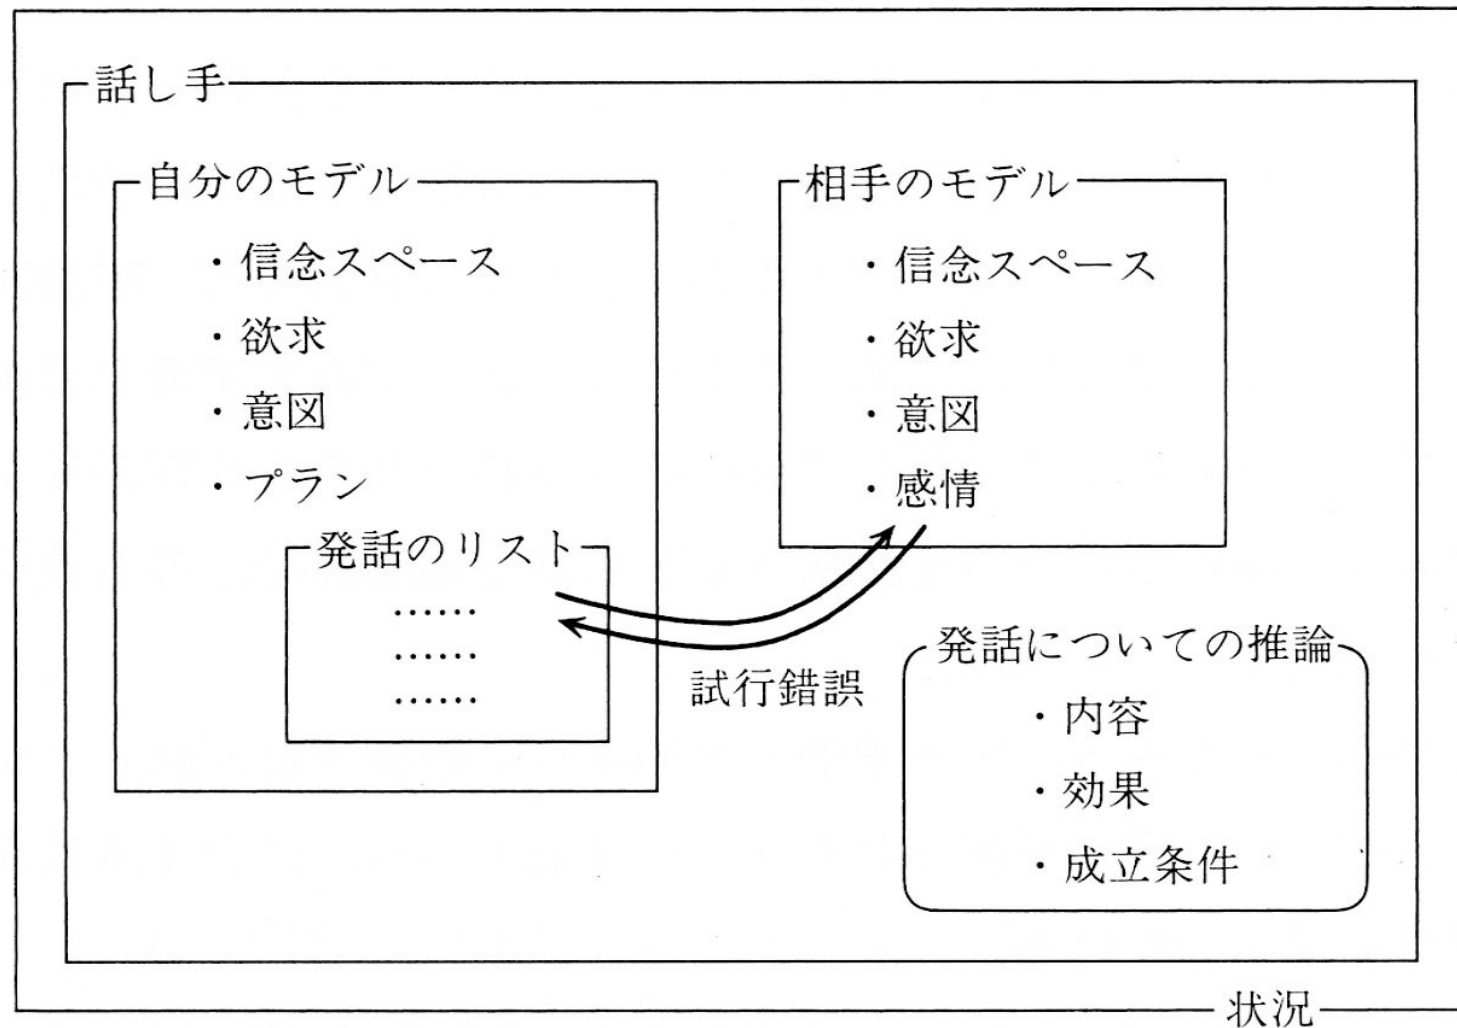 話し手
自分のモデル
・信念スペース
・欲求
・意図
・プラン
発話のリスト
……
……
……
相手のモデル
・信念スペース
・欲求
・意図
・感情
試行錯誤
発話についての推論
・内容
・効果
・成立条件
状況